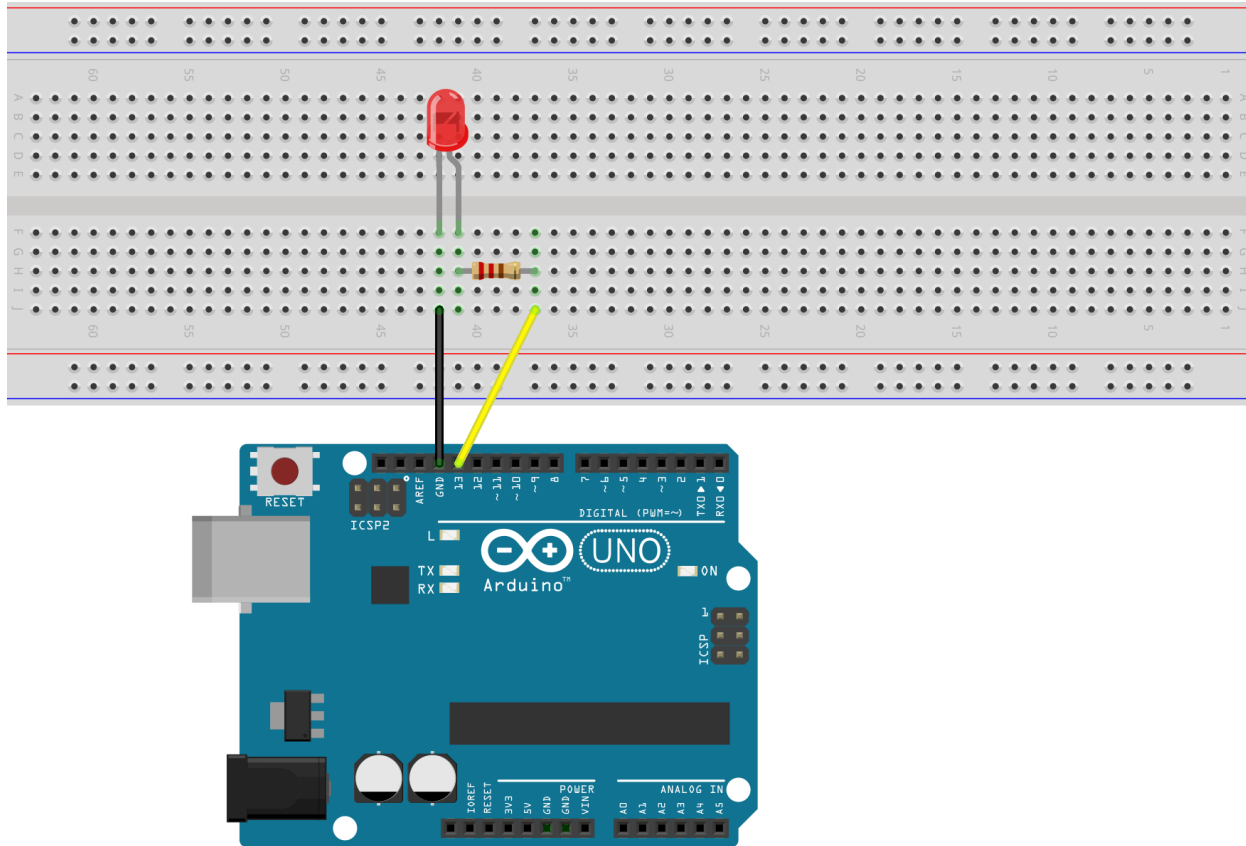 60 55 50 45 40 35 30 25 20 15 10 5 1
A A
B B
C C
D D
E E
F F
G G
H H
I I
J J
60 55 50 45 40 35 30 25 20 15 10 5 1
RESET
AREF GND 13 12 ~11 ~10 ~9 8 7 ~6 ~5 4 ~3 2 TX0▶1 RX0◀0
ICSP2
DIGITAL (PWM=~)
L
TX
RX
UNO
Arduino™
ON
1
ICSP
POWER ANALOG IN
IOREF RESET 3V3 5V GND GND VIN A0 A1 A2 A3 A4 A5